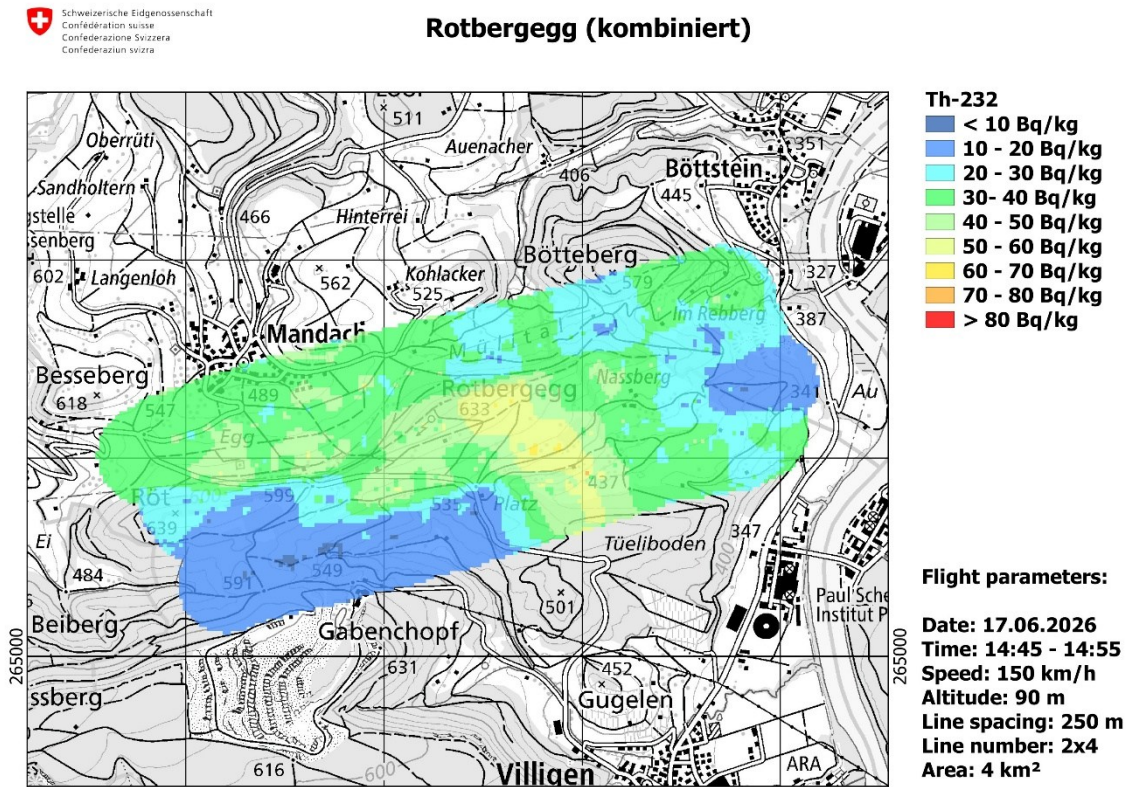 Schweizerische Eidgenossenschaft
Confédération suisse
Confederazione Svizzera
Confederaziun svizra
Rotbergegg (kombiniert)
Th-232
< 10 Bq/kg
10 - 20 Bq/kg
20 - 30 Bq/kg
30- 40 Bq/kg
40 - 50 Bq/kg
50 - 60 Bq/kg
60 - 70 Bq/kg
70 - 80 Bq/kg
> 80 Bq/kg
511
Oberrüti
Auenacher
351
406
Böttstein
Sandholtern
445
gstelle
466
Hinterrei
ssenberg
Bötteberg
602
Langenloh
562
Kohlacker
525
579
327
Im Rebberg
387
Mandach
Mülital
Besseberg
Rotbergegg
Nassberg
618
489
341
Au
547
633
Egg
437
Röt
599
535
Platz
639
Ei
Tüeliboden
347
400
484
591
549
501
Paul Sche
Institut P
Beiberg
Gabenchopf
265000
631
452
265000
ssberg
Gugelen
616
600
Villigen
ARA
Flight parameters:
Date: 17.06.2026
Time: 14:45 - 14:55
Speed: 150 km/h
Altitude: 90 m
Line spacing: 250 m
Line number: 2x4
Area: 4 km²